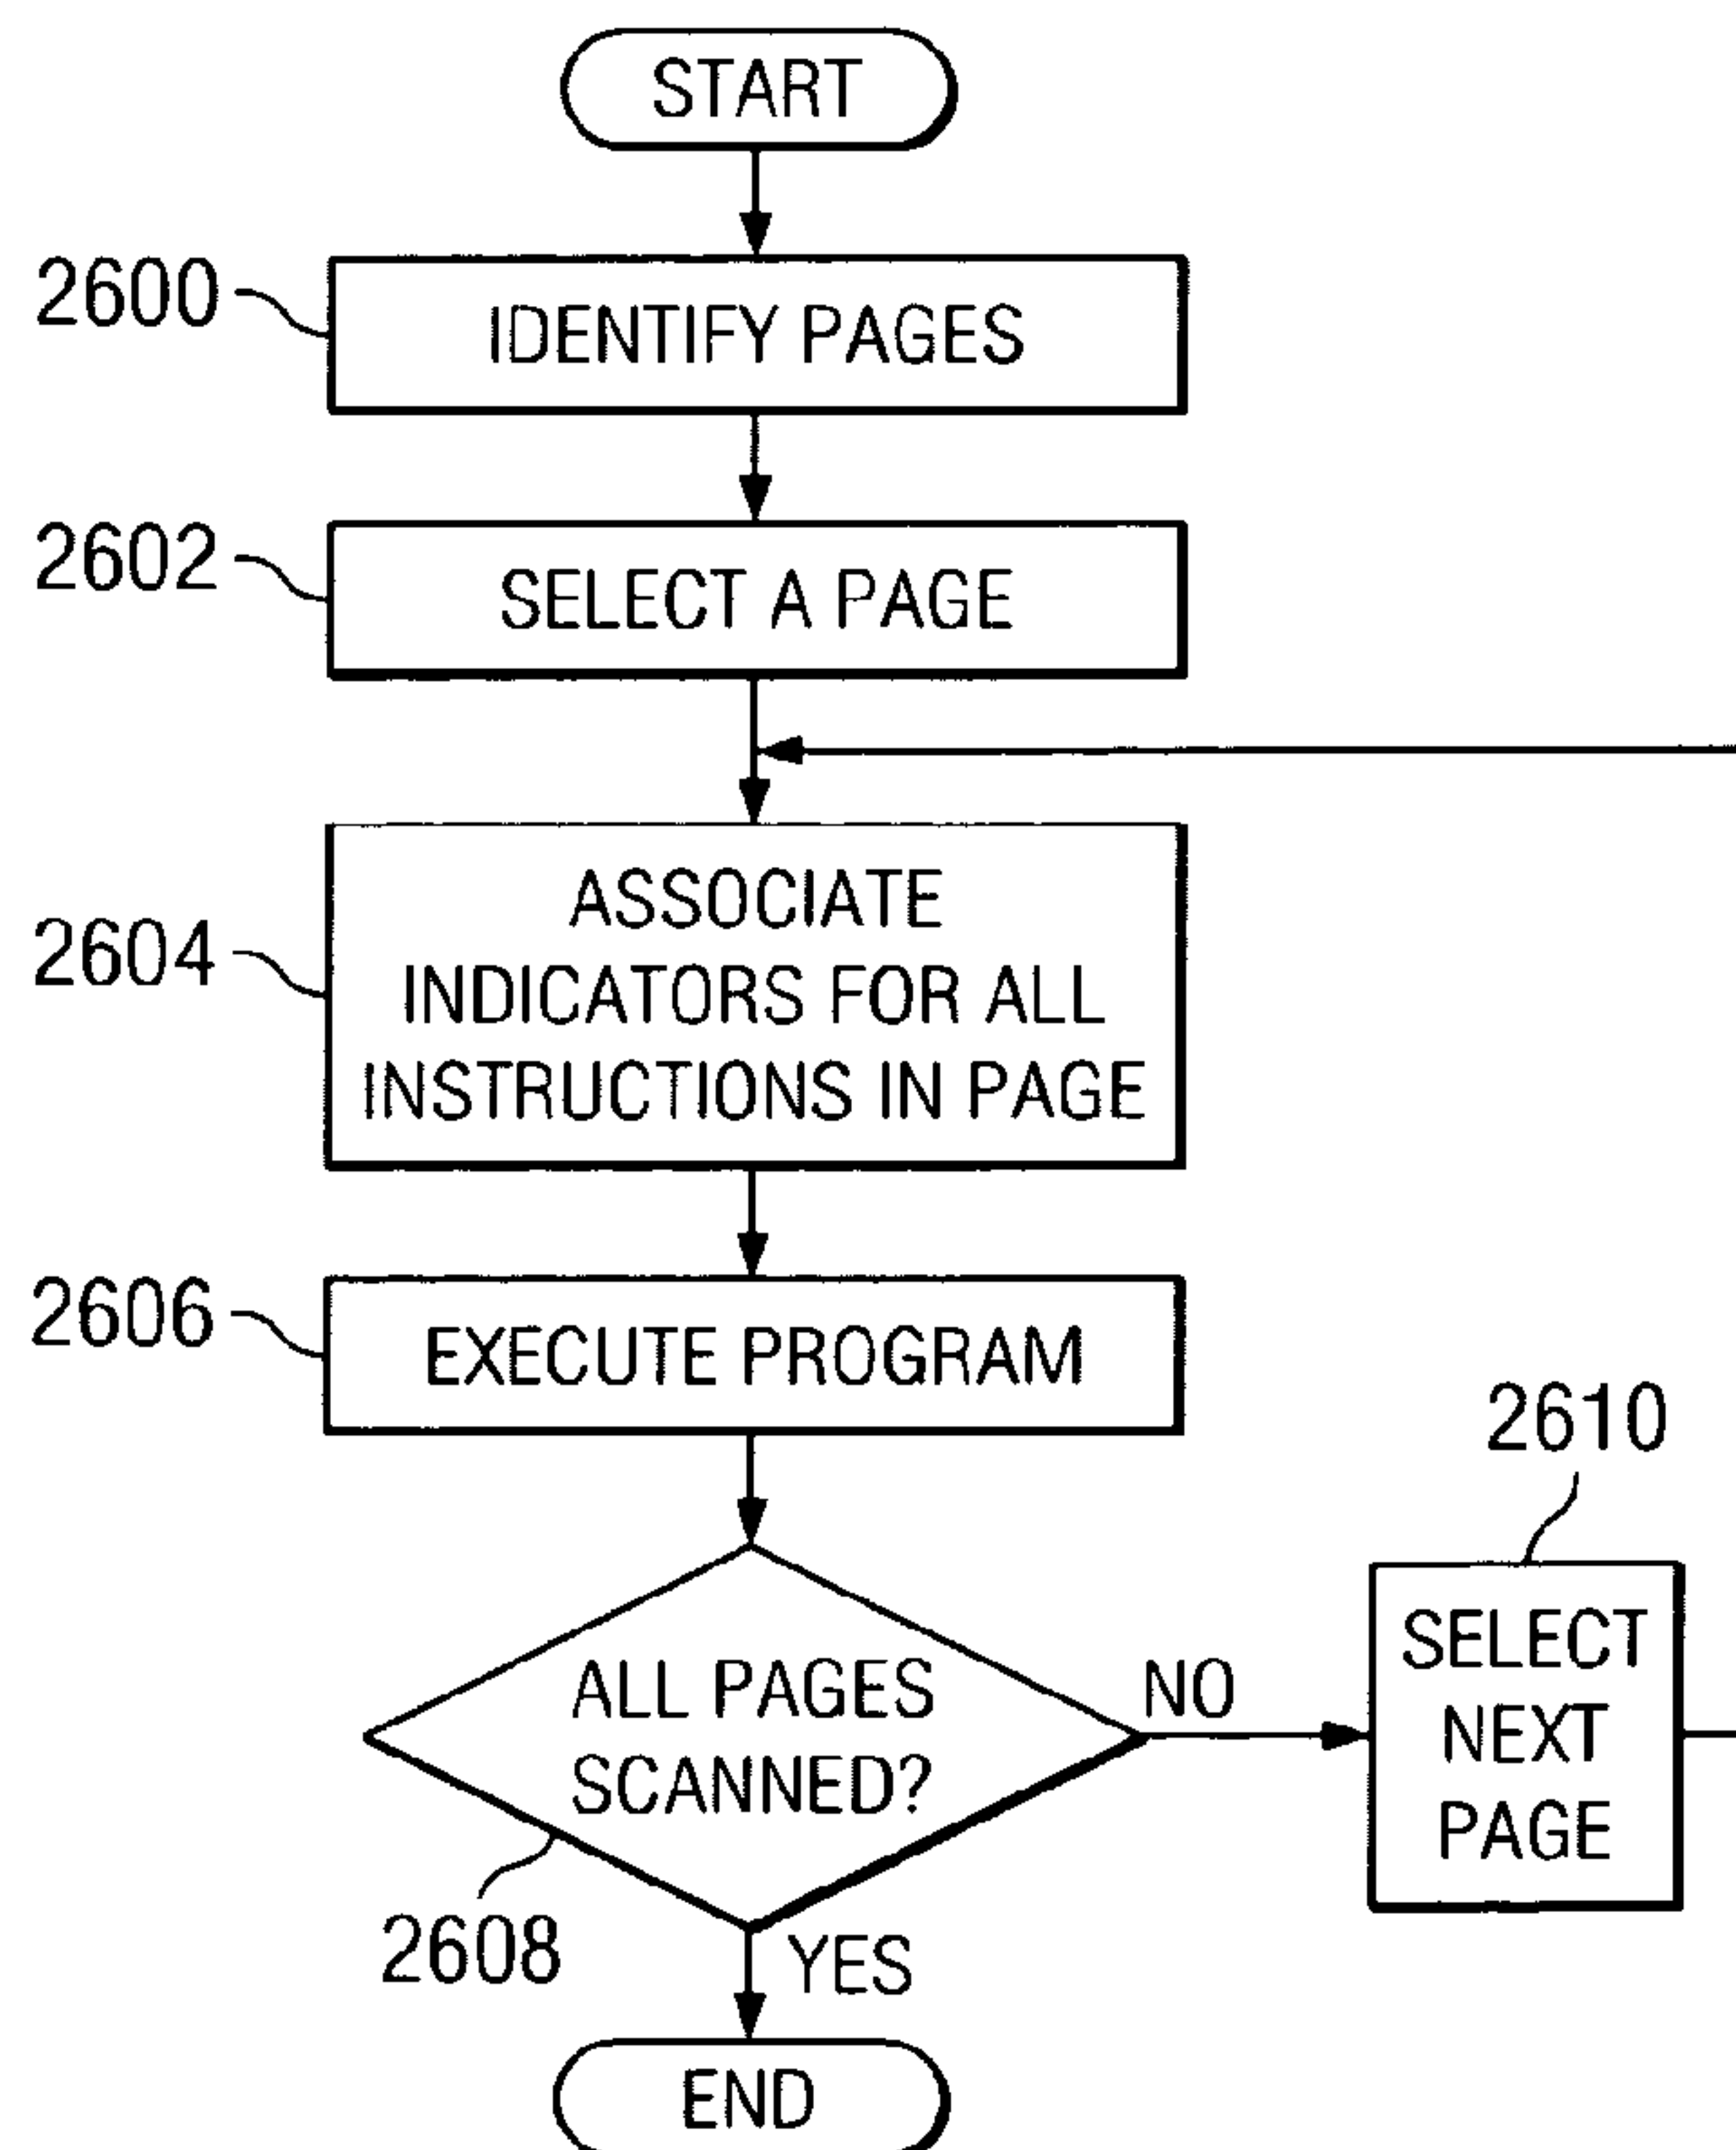 START
2600
IDENTIFY PAGES
2602
SELECT A PAGE
2604
ASSOCIATE
INDICATORS FOR ALL
INSTRUCTIONS IN PAGE
2606
EXECUTE PROGRAM
2610
ALL PAGES
SCANNED?
NO
SELECT
NEXT
PAGE
2608
YES
END